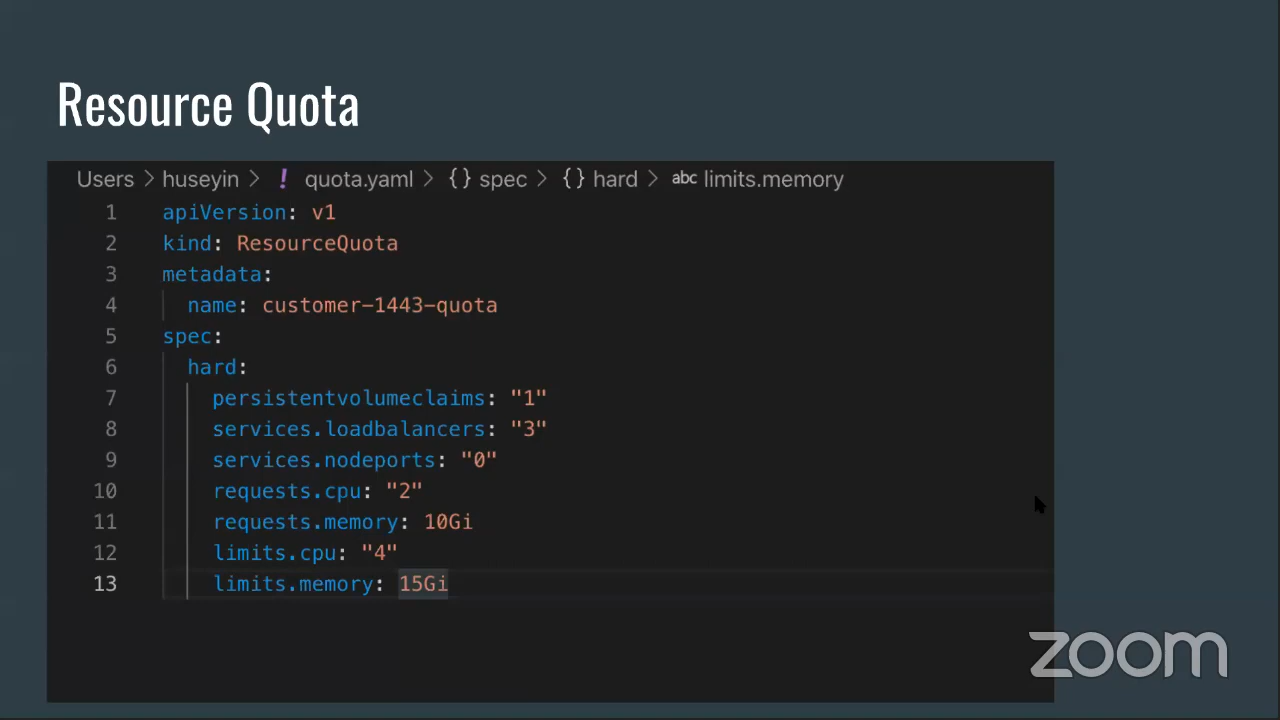 Resource Quota
Users > huseyin > ! quota.yaml > {} spec > {} hard > abc limits.memory
1 apiVersion: v1
2 kind: ResourceQuota
3 metadata:
4 name: customer-1443-quota
5 spec:
6 hard:
7 persistentvolumeclaims: "1"
8 services.loadbalancers: "3"
9 services.nodeports: "0"
10 requests.cpu: "2"
11 requests.memory: 10Gi
12 limits.cpu: "4"
13 limits.memory: 15Gi
zoom